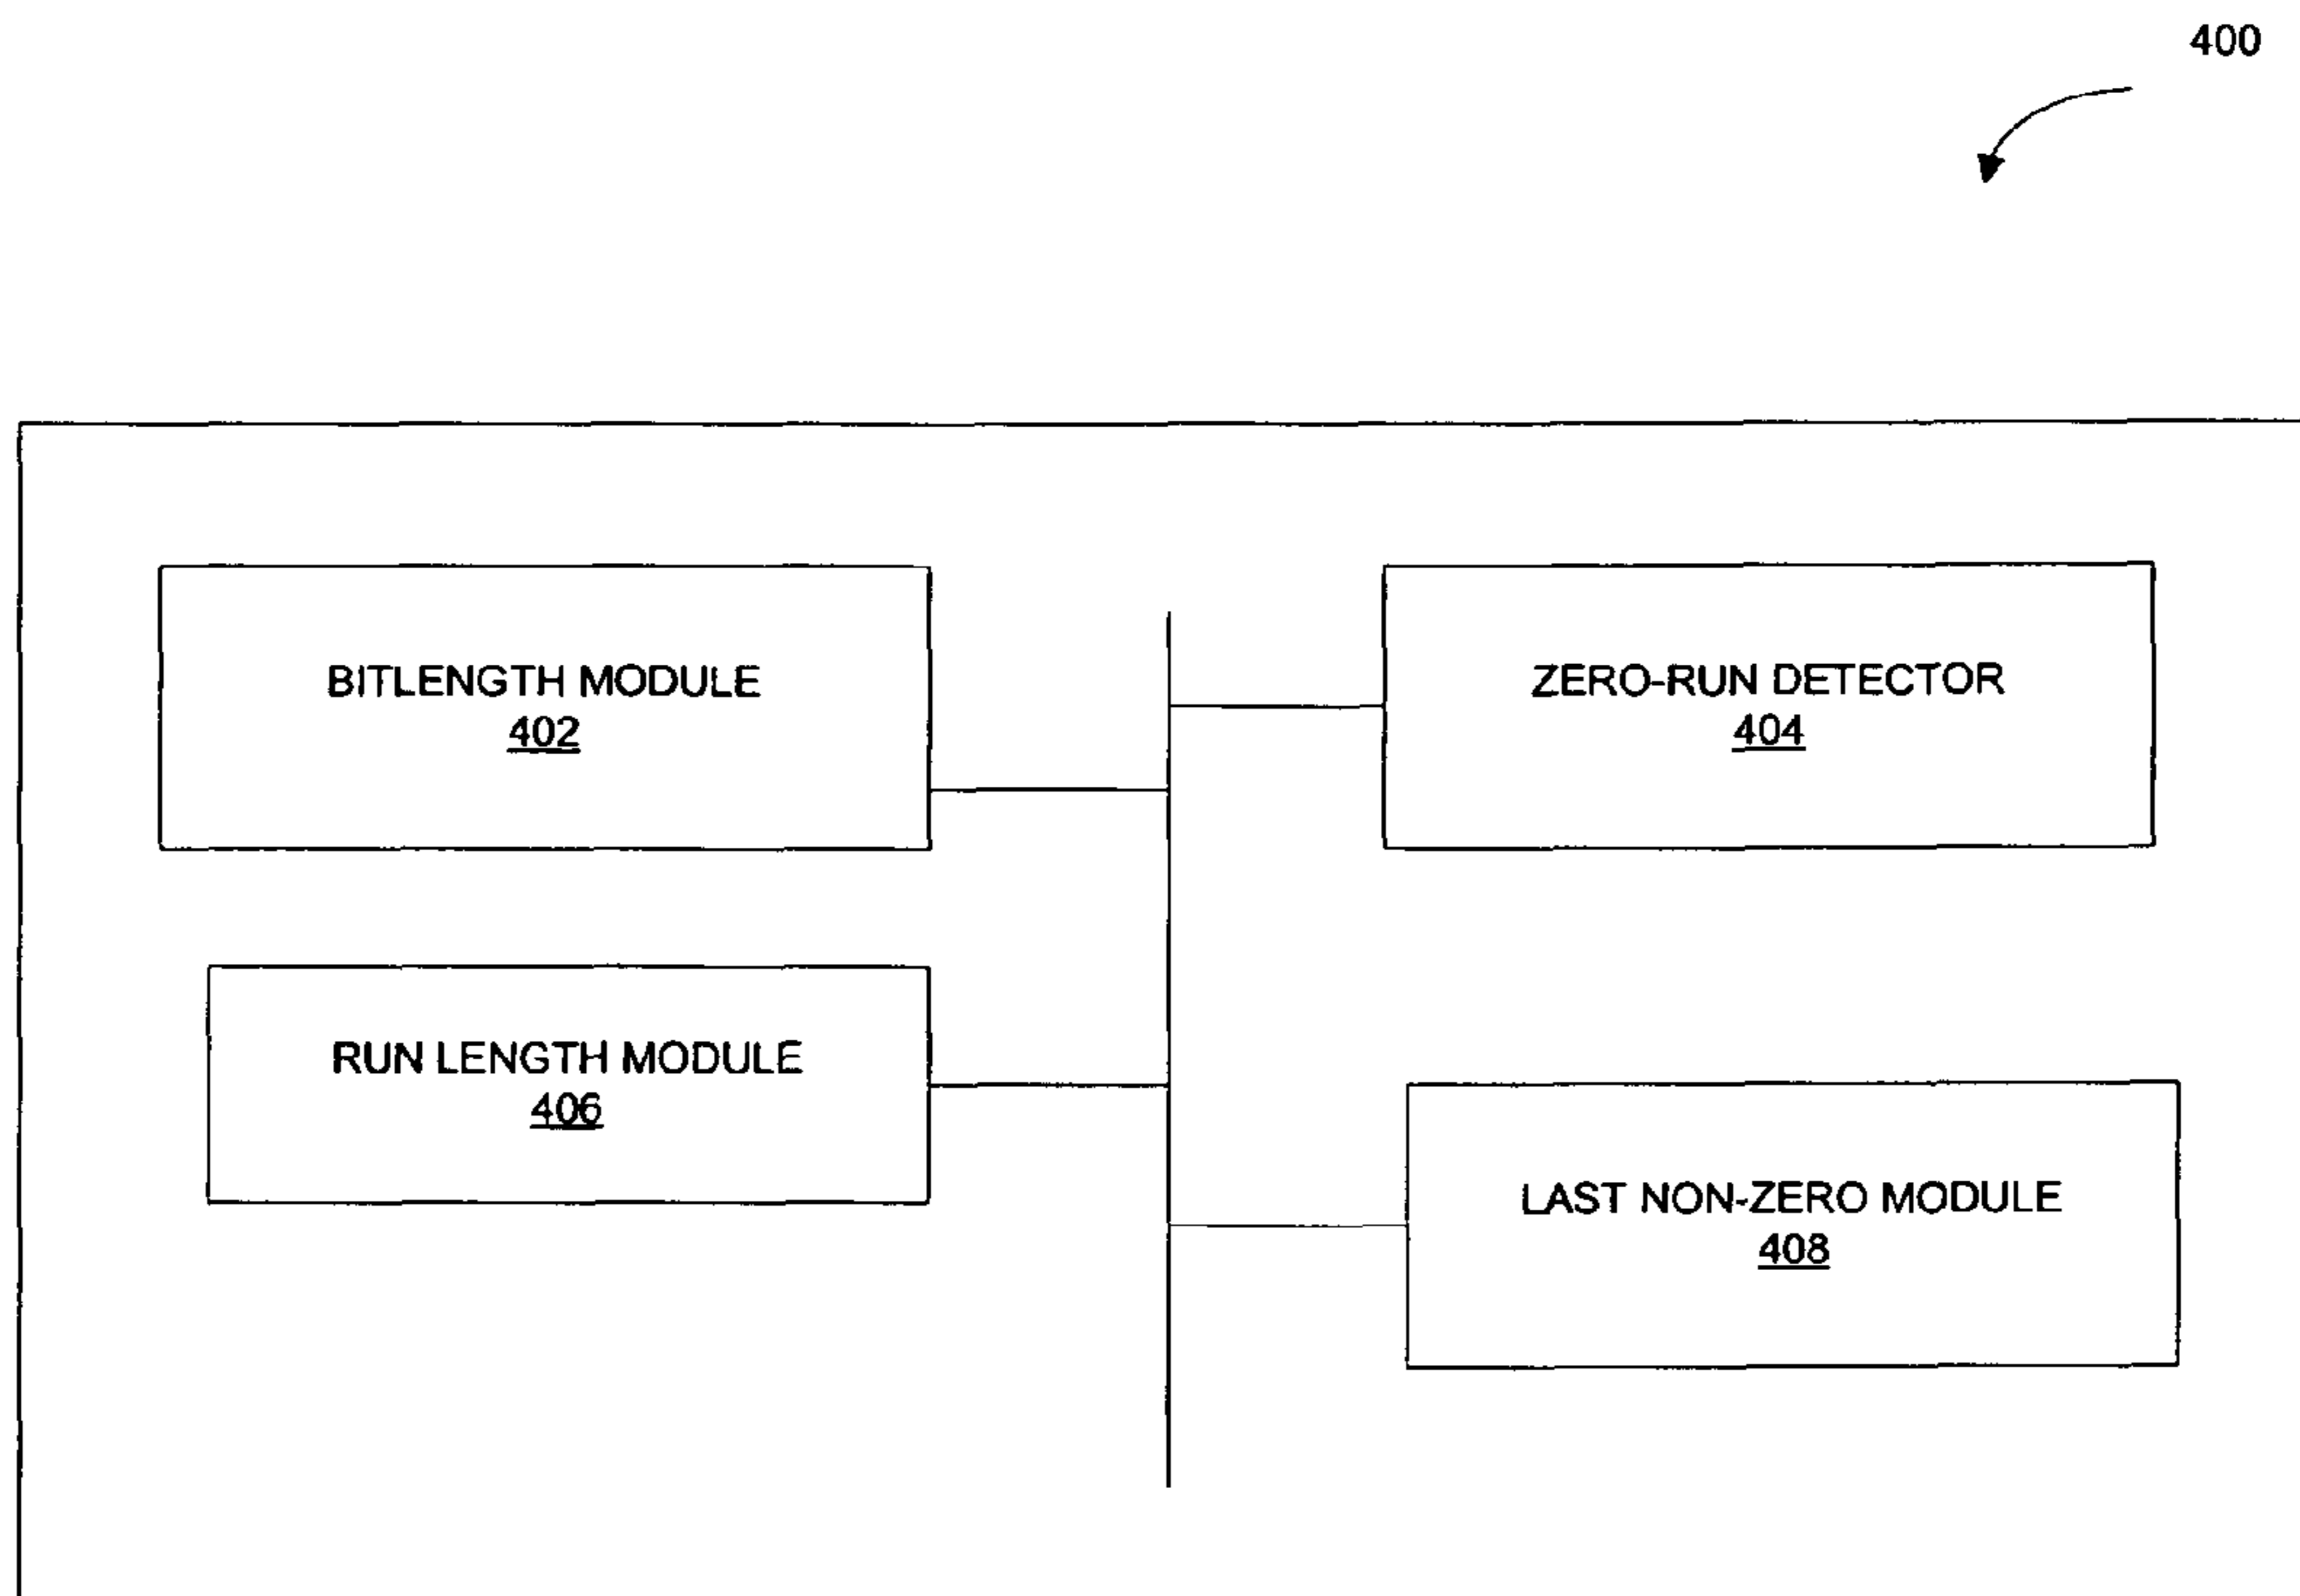 400
BITLENGTH MODULE
402
ZERO-RUN DETECTOR
404
RUN LENGTH MODULE
406
LAST NON-ZERO MODULE
408